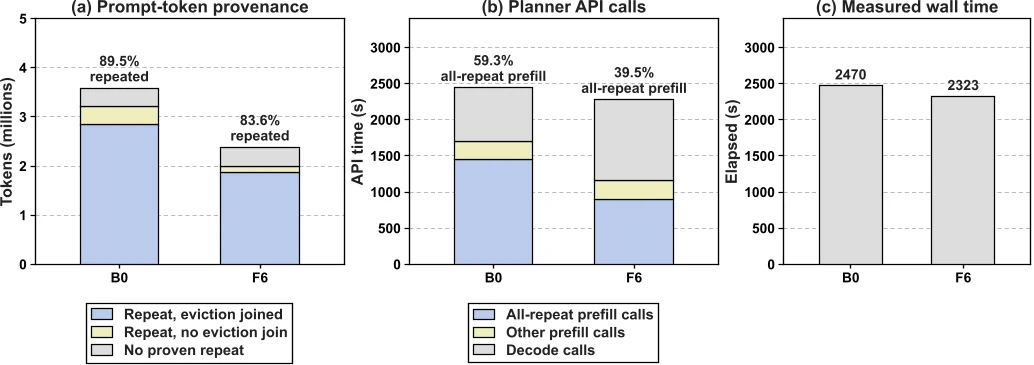 (a) Prompt-token provenance
Tokens (millions)
5
4
3
2
1
0
89.5%
repeated
83.6%
repeated
B0
F6
Repeat, eviction joined
Repeat, no eviction join
No proven repeat
(b) Planner API calls
API time (s)
3000
2500
2000
1500
1000
500
0
59.3%
all-repeat prefill
39.5%
all-repeat prefill
B0
F6
All-repeat prefill calls
Other prefill calls
Decode calls
(c) Measured wall time
Elapsed (s)
3000
2500
2000
1500
1000
500
0
2470
2323
B0
F6